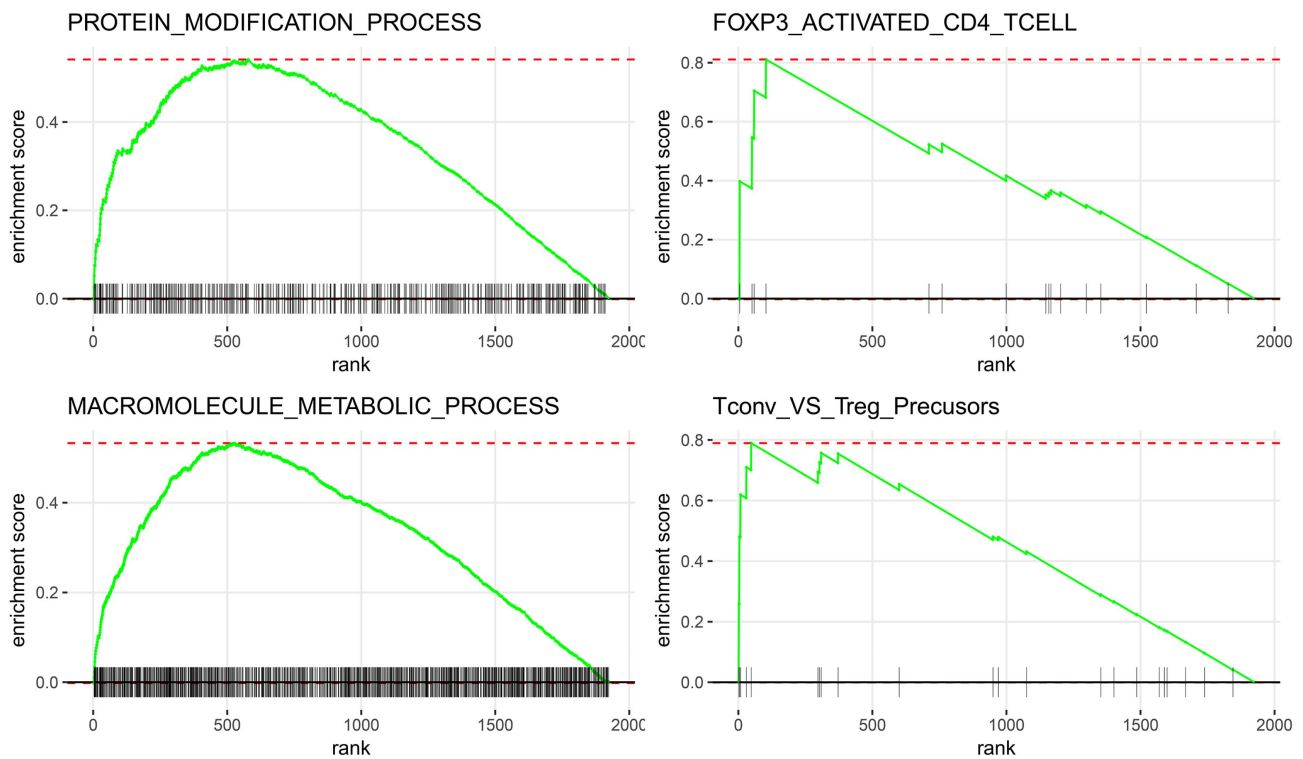 PROTEIN_MODIFICATION_PROCESS
enrichment score
0.4
0.2
0.0
0 500 1000 1500 2000
rank
FOXP3_ACTIVATED_CD4_TCELL
enrichment score
0.8
0.6
0.4
0.2
0.0
0 500 1000 1500 2000
rank
MACROMOLECULE_METABOLIC_PROCESS
enrichment score
0.4
0.2
0.0
0 500 1000 1500 2000
rank
Tconv_VS_Treg_Precusors
enrichment score
0.8
0.6
0.4
0.2
0.0
0 500 1000 1500 2000
rank